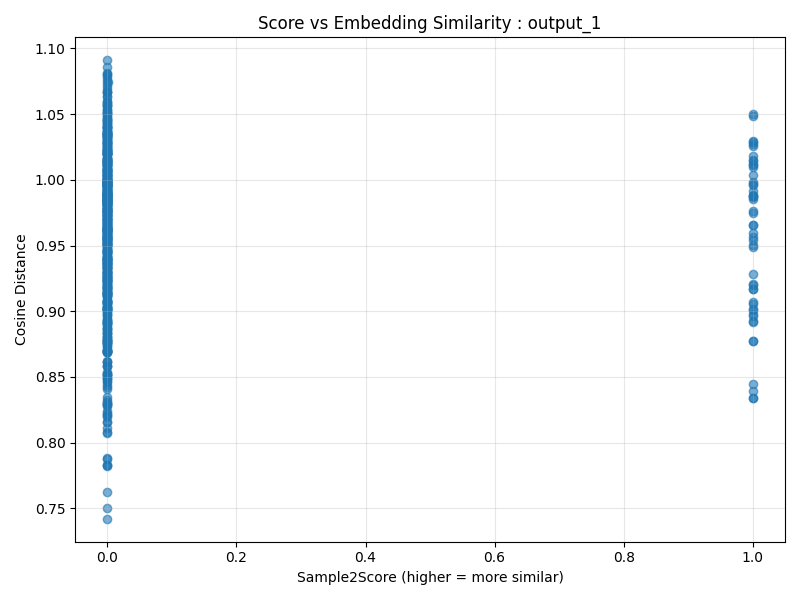 Score vs Embedding Similarity : output_1
1.10
1.05
1.00
0.95
0.90
0.85
0.80
0.75
Cosine Distance
0.0 0.2 0.4 0.6 0.8 1.0
Sample2Score (higher = more similar)